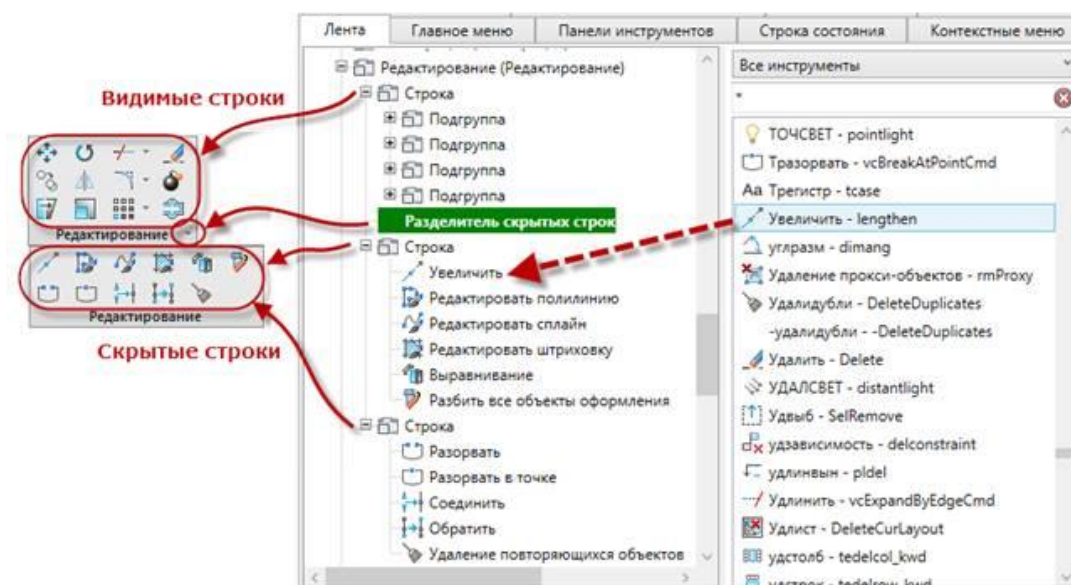 Лента
Главное меню
Панели инструментов
Строка состояния
Контекстные меню
Видимые строки
Редактирование
Редактирование
Скрытые строки
Редактирование (Редактирование)
Строка
Подгруппа
Подгруппа
Подгруппа
Подгруппа
Разделитель скрытых строк
Строка
Увеличить
Редактировать полилинию
Редактировать сплайн
Редактировать штриховку
Выравнивание
Разбить все объекты оформления
Строка
Разорвать
Разорвать в точке
Соединить
Обратить
Удаление повторяющихся объектов
Все инструменты
*
ТОЧСВЕТ - pointlight
Тразорвать - vcBreakAtPointCmd
Трегистр - tcase
Увеличить - lengthen
углразм - dimang
Удаление прокси-объектов - rmProxy
Удалидубли - DeleteDuplicates
-удалидубли - -DeleteDuplicates
Удалить - Delete
УДАЛСВЕТ - distantlight
Удвыб - SelRemove
удзависимость - delconstraint
удлинвын - pldel
Удлинить - vcExpandByEdgeCmd
Удлист - DeleteCurLayout
удстолб - tedelcol_kwd
удстрок - tedelrow_kwd